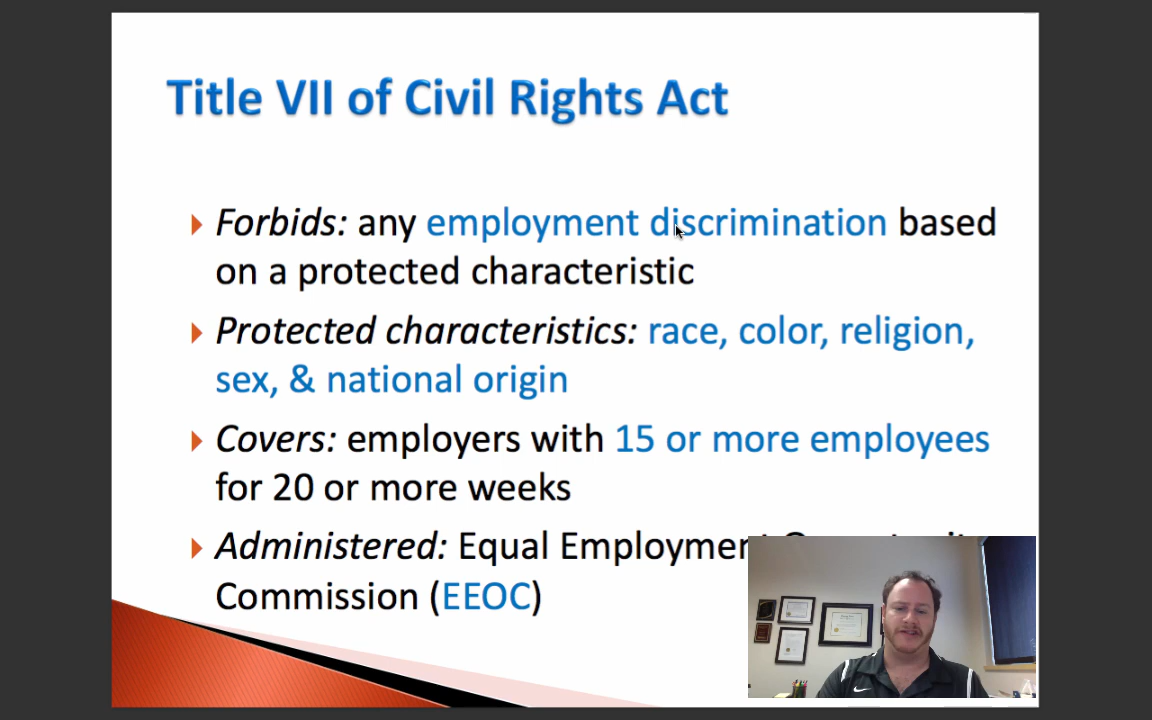 Title VII of Civil Rights Act
Forbids: any employment discrimination based
on a protected characteristic
Protected characteristics: race, color, religion,
sex, & national origin
Covers: employers with 15 or more employees
for 20 or more weeks
Administered: Equal Employment
Commission (EEOC)